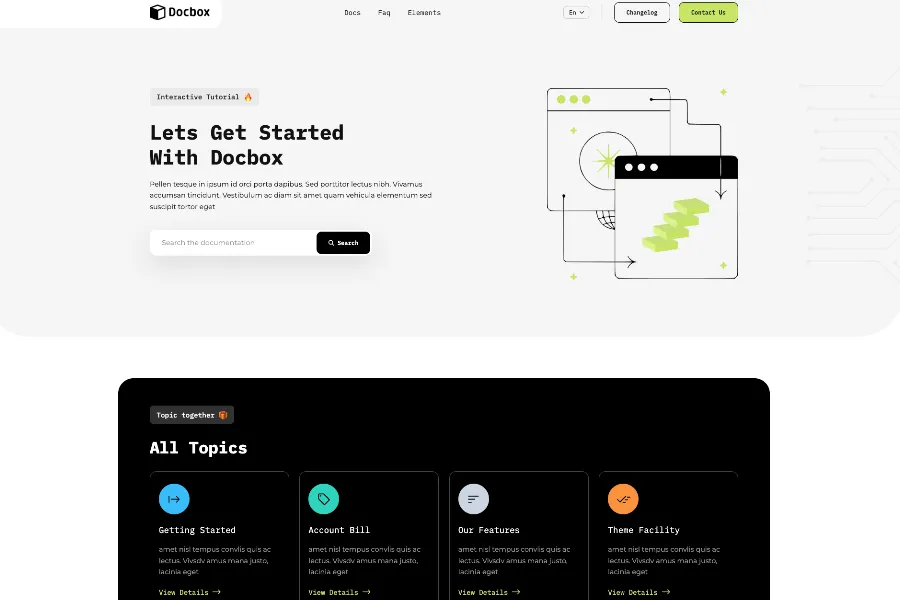 Docbox
Docs Faq Elements
En
Changelog
Contact Us
Interactive Tutorial 🔥
Lets Get Started
With Docbox
Pellen tesque in ipsum id orci porta dapibus. Sed porttitor lectus nibh. Vivamus
accumsan tincidunt. Vestibulum ac diam sit amet quam vehicula elementum sed
suscipit tortor eget
Search the documentation
Search
Topic together 🎁
All Topics
Getting Started
amet nisl tempus convlis quis ac
lectus. Vivsdv amus mana justo,
lacinia eget
View Details
Account Bill
amet nisl tempus convlis quis ac
lectus. Vivsdv amus mana justo,
lacinia eget
View Details
Our Features
amet nisl tempus convlis quis ac
lectus. Vivsdv amus mana justo,
lacinia eget
View Details
Theme Facility
amet nisl tempus convlis quis ac
lectus. Vivsdv amus mana justo,
lacinia eget
View Details